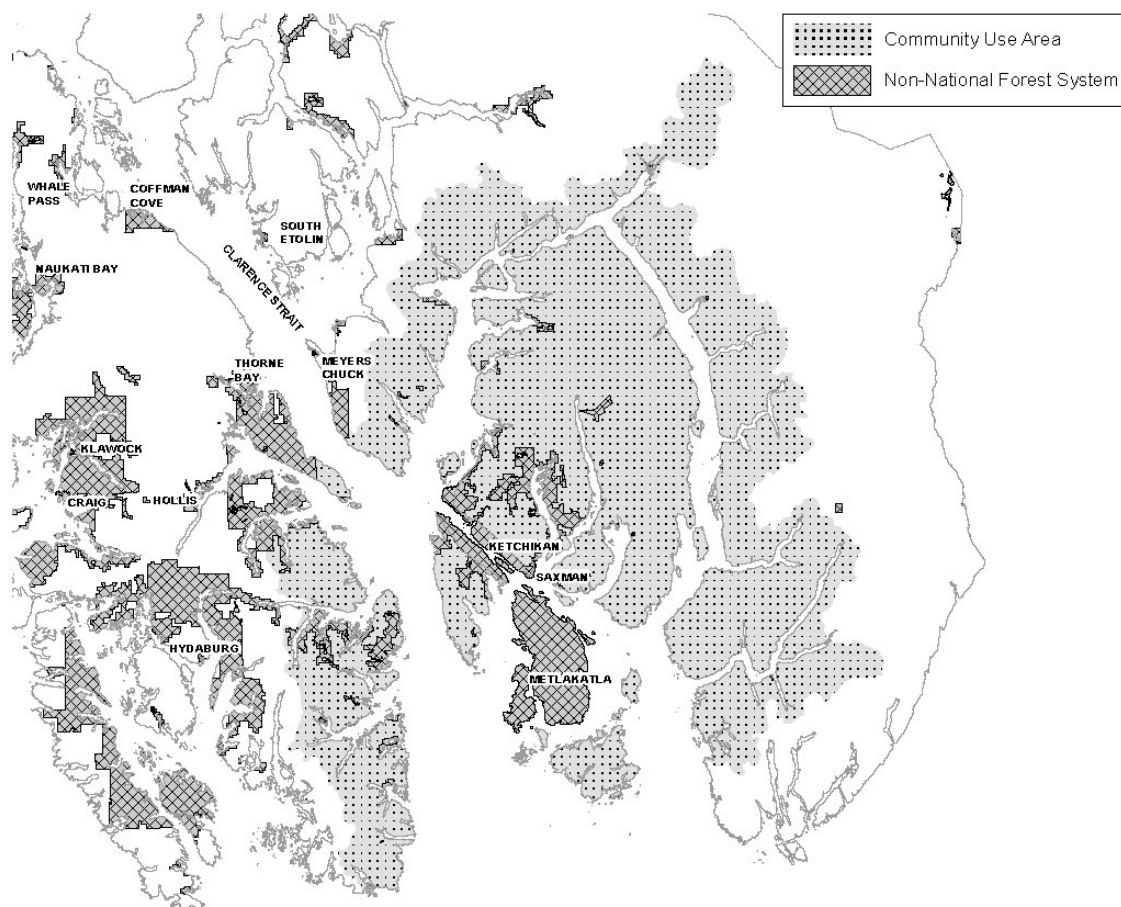 Community Use Area
Non-National Forest System
WHALE
PASS
COFFMAN
COVE
SOUTH
ETOLIN
NAUKATI BAY
CLARENCE STRAIT
THORNE
BAY
MEYERS
CHUCK
KLAWOCK
CRAIG
HOLLIS
KETCHIKAN
SAXMAN
HYDABURG
METLAKATLA